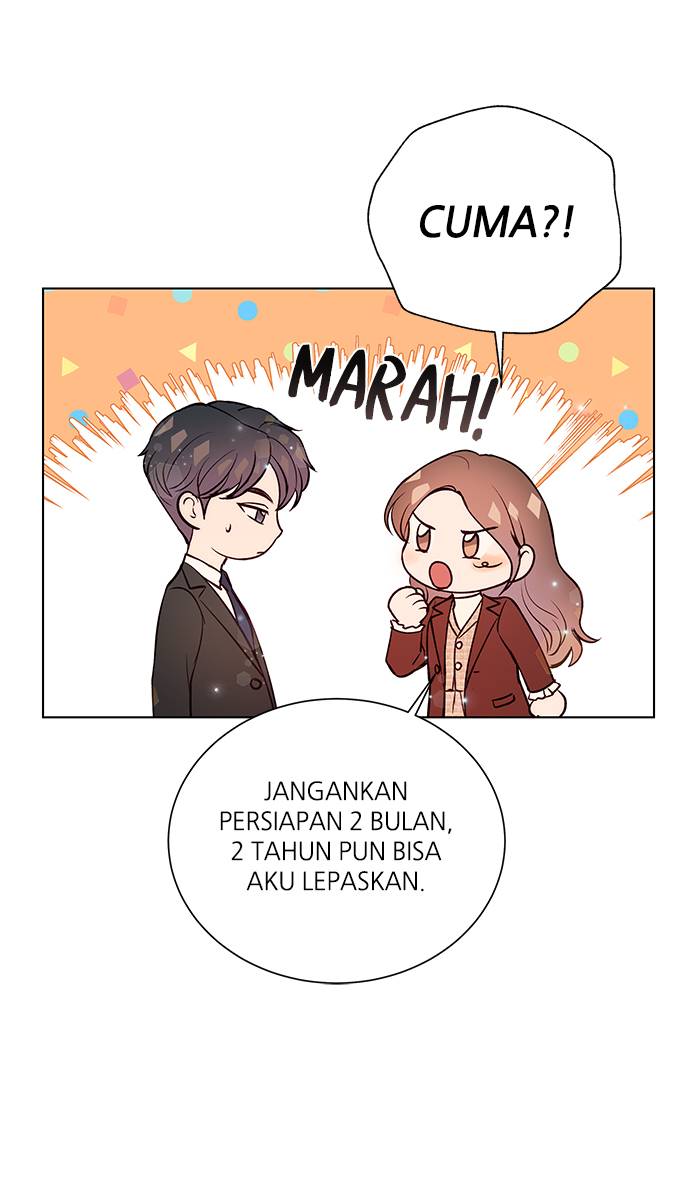 CUMA?!
MARAH!
JANGANKAN
PERSIAPAN 2 BULAN,
2 TAHUN PUN BISA
AKU LEPASKAN.